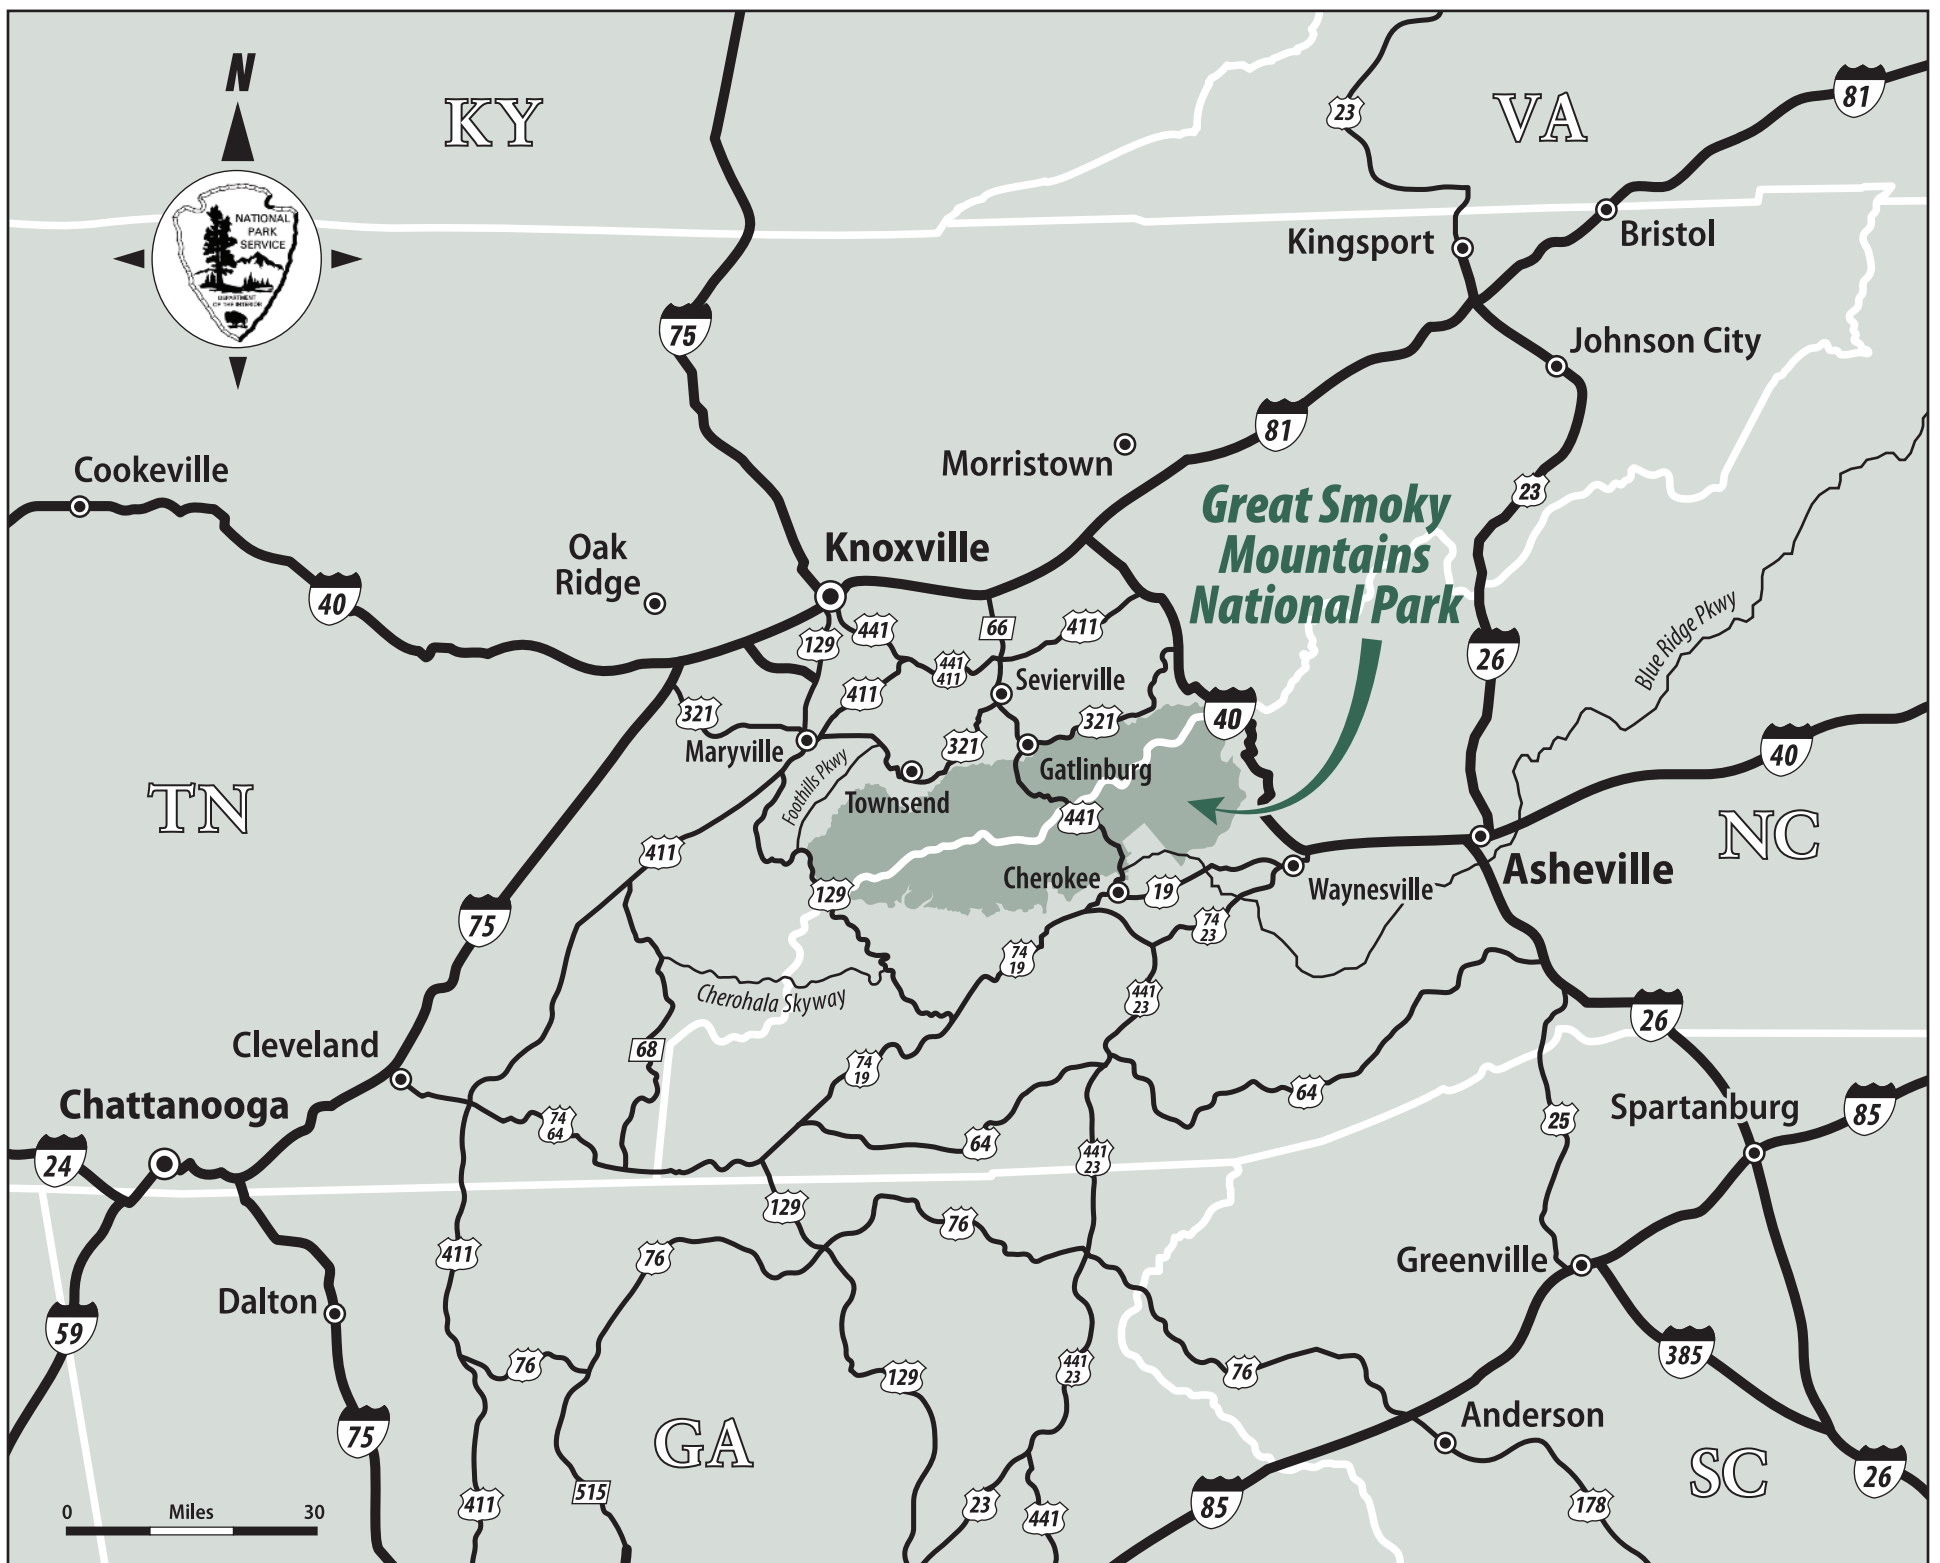 N
KY
VA
81
23
NATIONAL
PARK
SERVICE
DEPARTMENT
OF THE INTERIOR
Kingsport
Bristol
75
Johnson City
81
Morristown
Cookeville
23
Great Smoky
Mountains
National Park
Knoxville
Oak
Ridge
40
129
441
66
411
26
Blue Ridge Pkwy
441
411
411
Sevierville
321
321
40
40
Maryville
321
Gatlinburg
Foothills Pkwy
Townsend
TN
441
NC
411
Asheville
129
Cherokee
19
Waynesville
75
74
23
74
19
Cherohala Skyway
441
23
26
Cleveland
68
74
19
64
Chattanooga
74
64
64
25
Spartanburg
85
24
441
23
129
76
411
76
Greenville
Dalton
59
385
76
441
23
129
76
Anderson
75
GA
SC
26
411
515
23
441
85
178
0
Miles
30